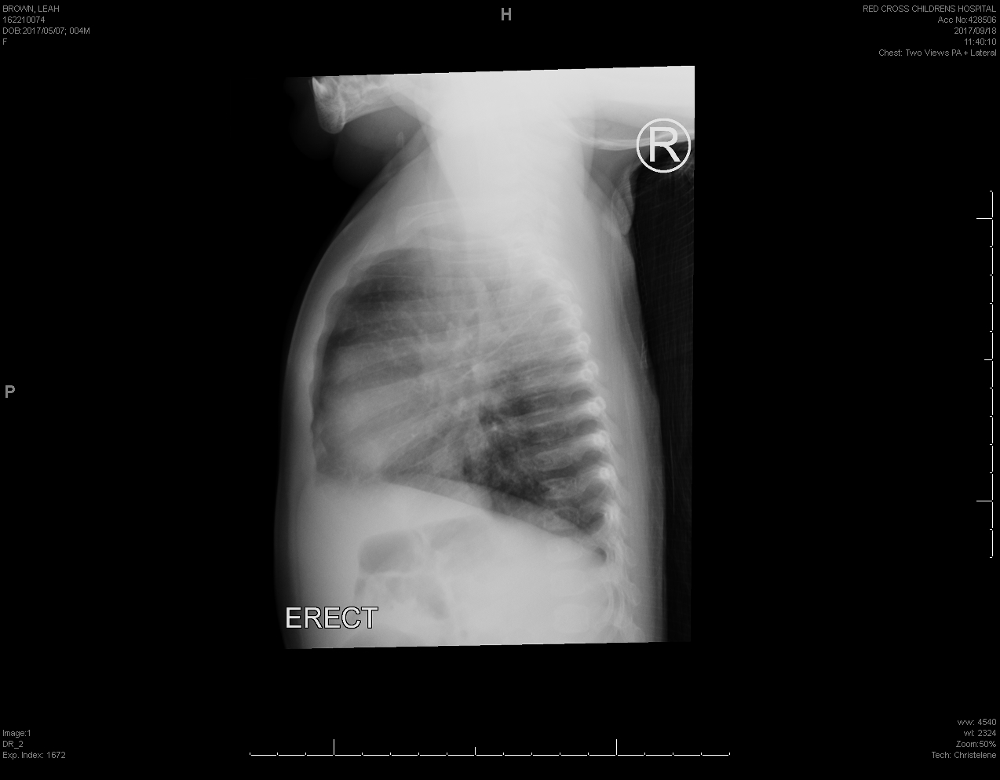 BROWN, LEAH
162210074
DOB:2017/05/07; 004M
F
H
RED CROSS CHILDRENS HOSPITAL
Acc No:428506
2017/09/18
11:40:10
Chest: Two Views PA + Lateral
R
P
ERECT
Image:1
DR_2
Exp. Index: 1672
ww: 4540
wl: 2324
Zoom:50%
Tech: Christelene